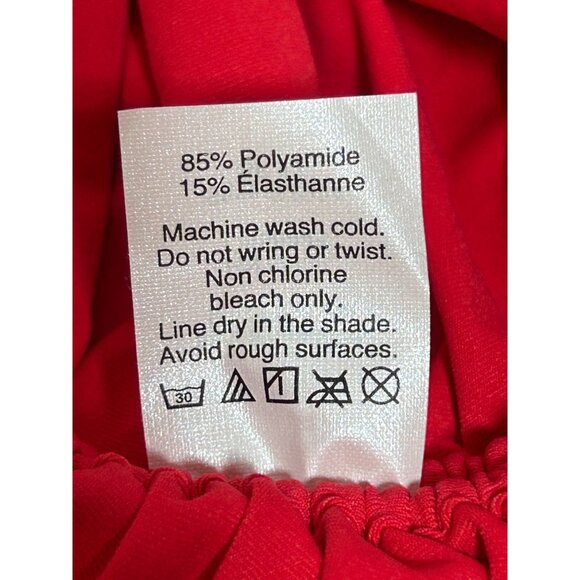 85% Polyamide
15% Élasthanne
Machine wash cold.
Do not wring or twist.
Non chlorine
bleach only.
Line dry in the shade.
Avoid rough surfaces.
30